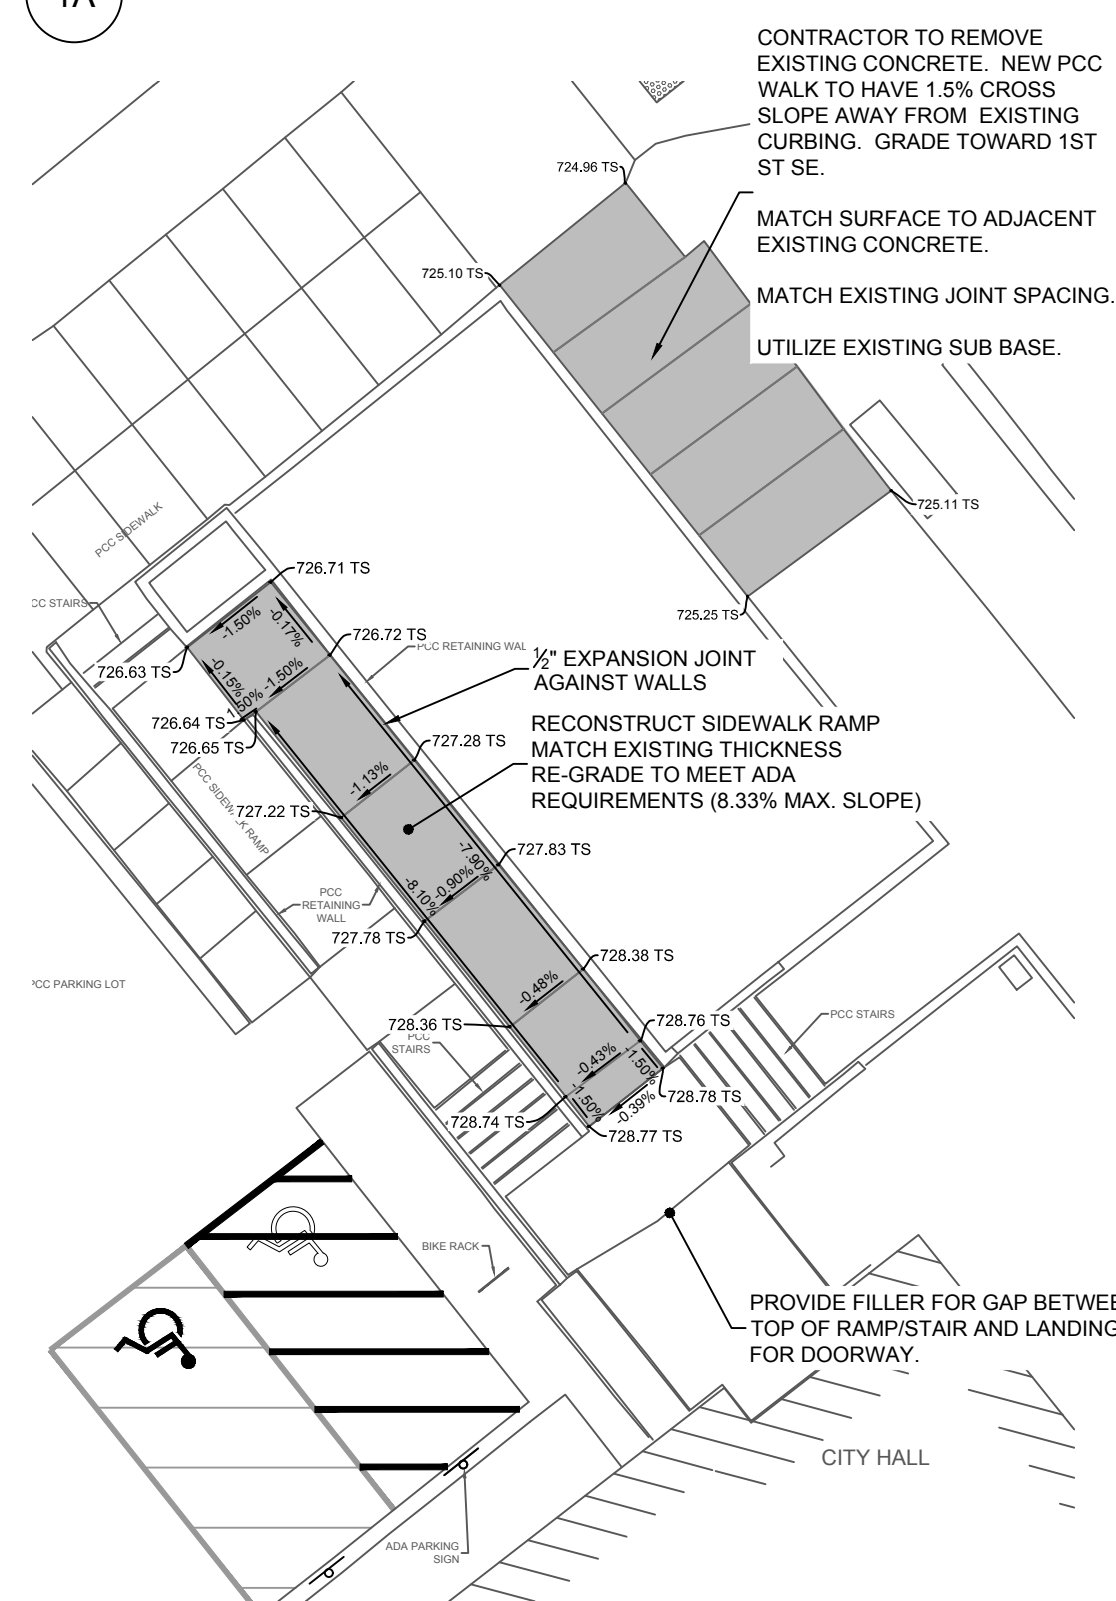 1A
CONTRACTOR TO REMOVE
EXISTING CONCRETE. NEW PCC
WALK TO HAVE 1.5% CROSS
SLOPE AWAY FROM EXISTING
CURBING. GRADE TOWARD 1ST
ST SE.
MATCH SURFACE TO ADJACENT
EXISTING CONCRETE.
MATCH EXISTING JOINT SPACING.
UTILIZE EXISTING SUB BASE.
724.96 TS
725.10 TS
725.11 TS
725.25 TS
PCC SIDEWALK
CC STAIRS
726.71 TS
-1.50%
-0.17%
726.72 TS
PCC RETAINING WAL
726.63 TS
-0.15%
-1.50%
1.50%
726.64 TS
726.65 TS
½" EXPANSION JOINT
AGAINST WALLS
RECONSTRUCT SIDEWALK RAMP
MATCH EXISTING THICKNESS
RE-GRADE TO MEET ADA
REQUIREMENTS (8.33% MAX. SLOPE)
727.28 TS
-1.13%
PCC SIDEWALK RAMP
727.22 TS
727.83 TS
-7.90%
-0.90%
-8.10%
PCC
RETAINING
WALL
727.78 TS
728.38 TS
-0.48%
PCC PARKING LOT
728.36 TS
PCC
STAIRS
728.76 TS
PCC STAIRS
-0.43%
1.50%
728.78 TS
1.50%
-0.39%
728.74 TS
728.77 TS
BIKE RACK
PROVIDE FILLER FOR GAP BETWEE
TOP OF RAMP/STAIR AND LANDING
FOR DOORWAY.
CITY HALL
ADA PARKING
SIGN